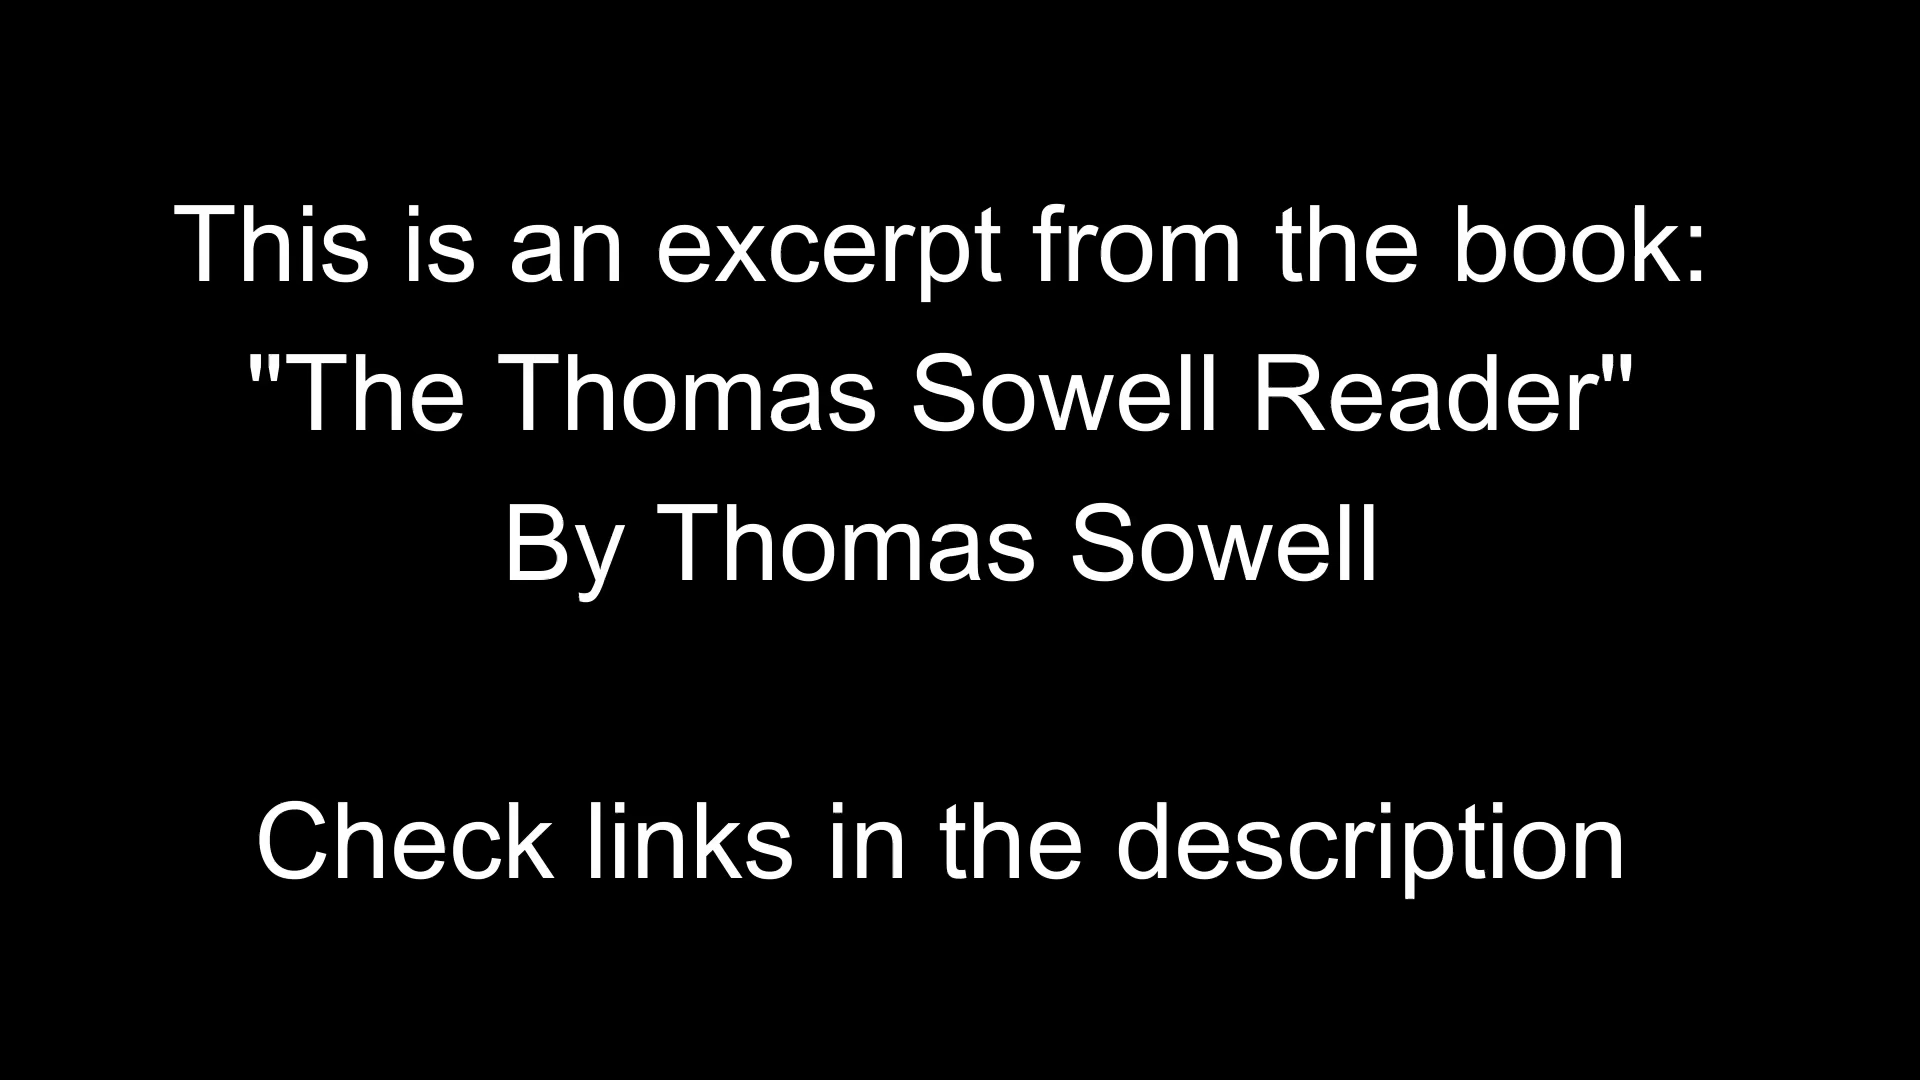 This is an excerpt from the book:
"The Thomas Sowell Reader"
By Thomas Sowell
Check links in the description